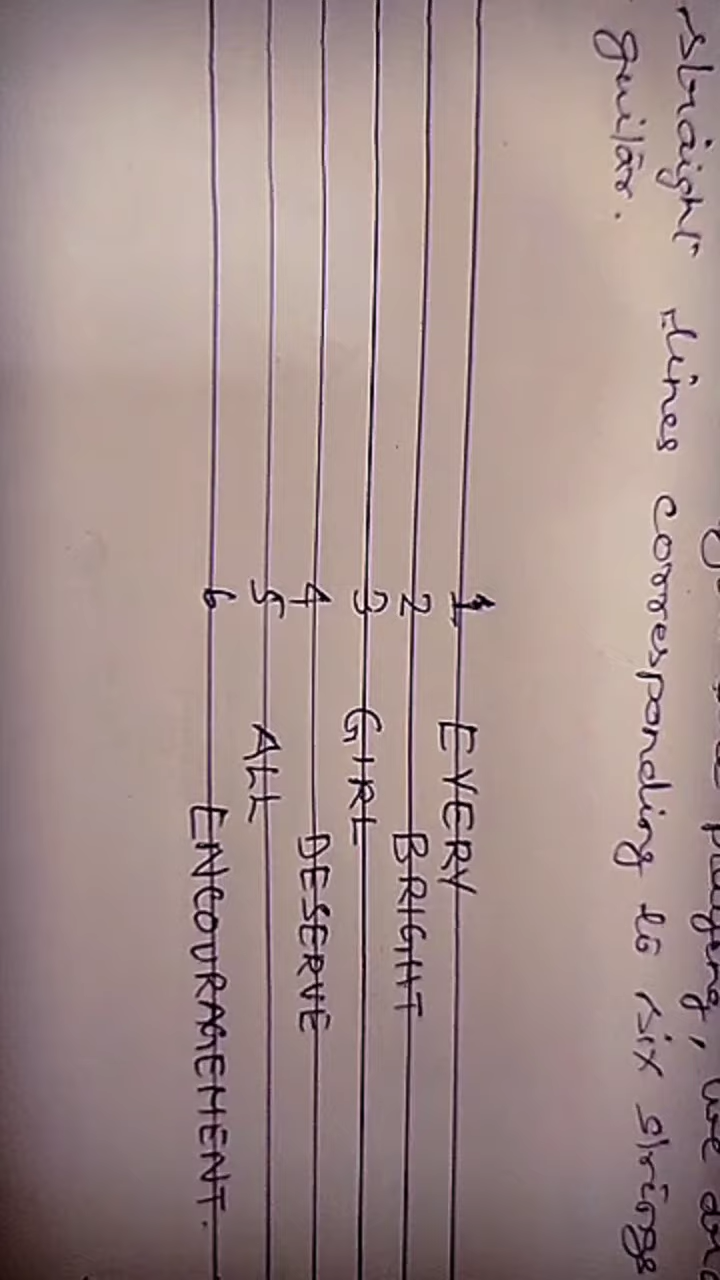 playing, we
straight lines corresponding to six strings
guitar.
1 EVERY
2 BRIGHT
3 GIRL
4 DESERVE
5 ALL
6 ENCOURAGEMENT.